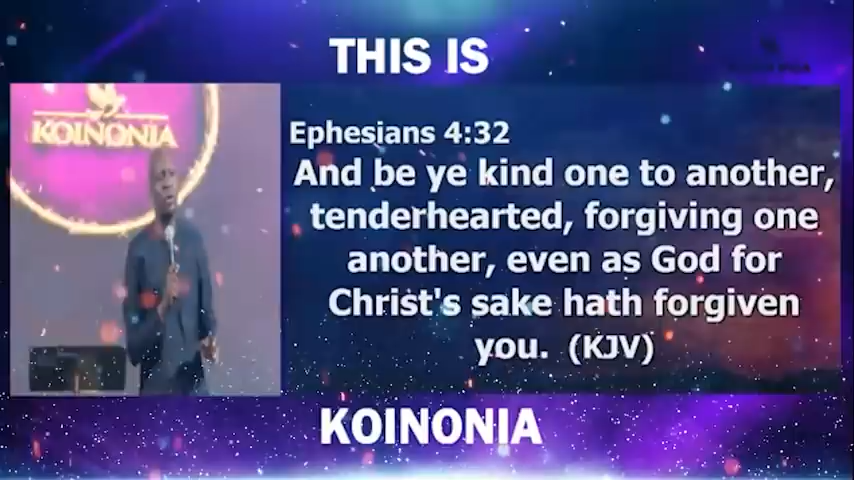 THIS IS
KOINONIA
Ephesians 4:32
And be ye kind one to another,
tenderhearted, forgiving one
another, even as God for
Christ's sake hath forgiven
you. (KJV)
KOINONIA